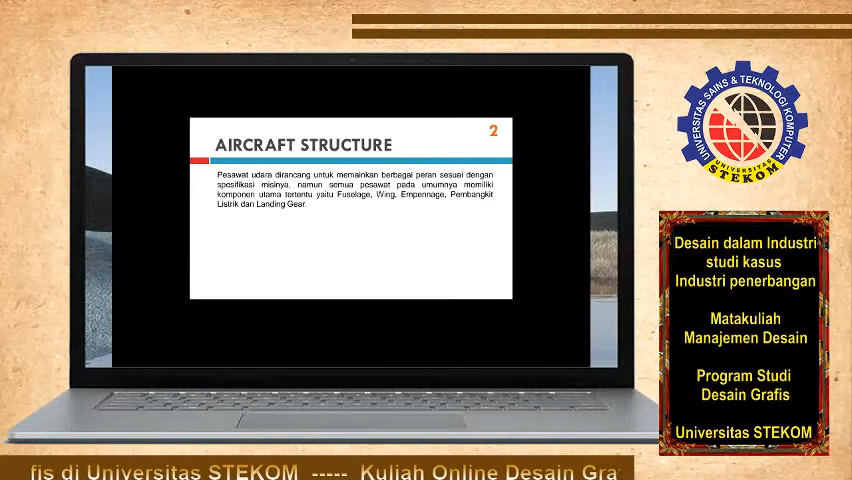 2
AIRCRAFT STRUCTURE
Pesawat udara dirancang untuk memainkan berbagai peran sesuai dengan
spesifikasi misinya, namun semua pesawat pada umumnya memiliki
komponen utama tertentu yaitu Fuselage, Wing, Empennage, Pembangkit
Listrik dan Landing Gear.
UNIVERSITAS SAINS & TEKNOLOGI KOMPUTER
UNIVERSITAS
STEKOM
Desain dalam Industri
studi kasus
Industri penerbangan
Matakuliah
Manajemen Desain
Program Studi
Desain Grafis
Universitas STEKOM
fis di Universitas STEKOM ----- Kuliah Online Desain Gra